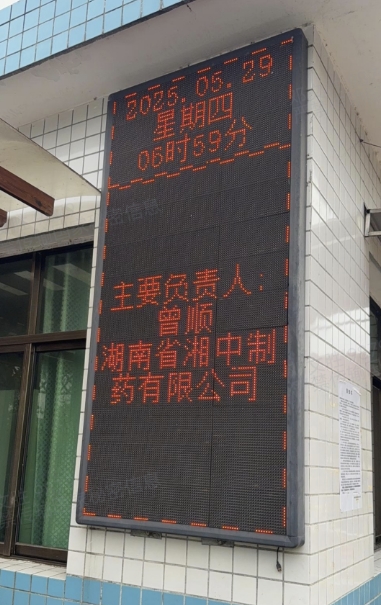 2025.05.29
星期四
06时59分
主要负责人：
曾顺
湖南省湘中制
药有限公司